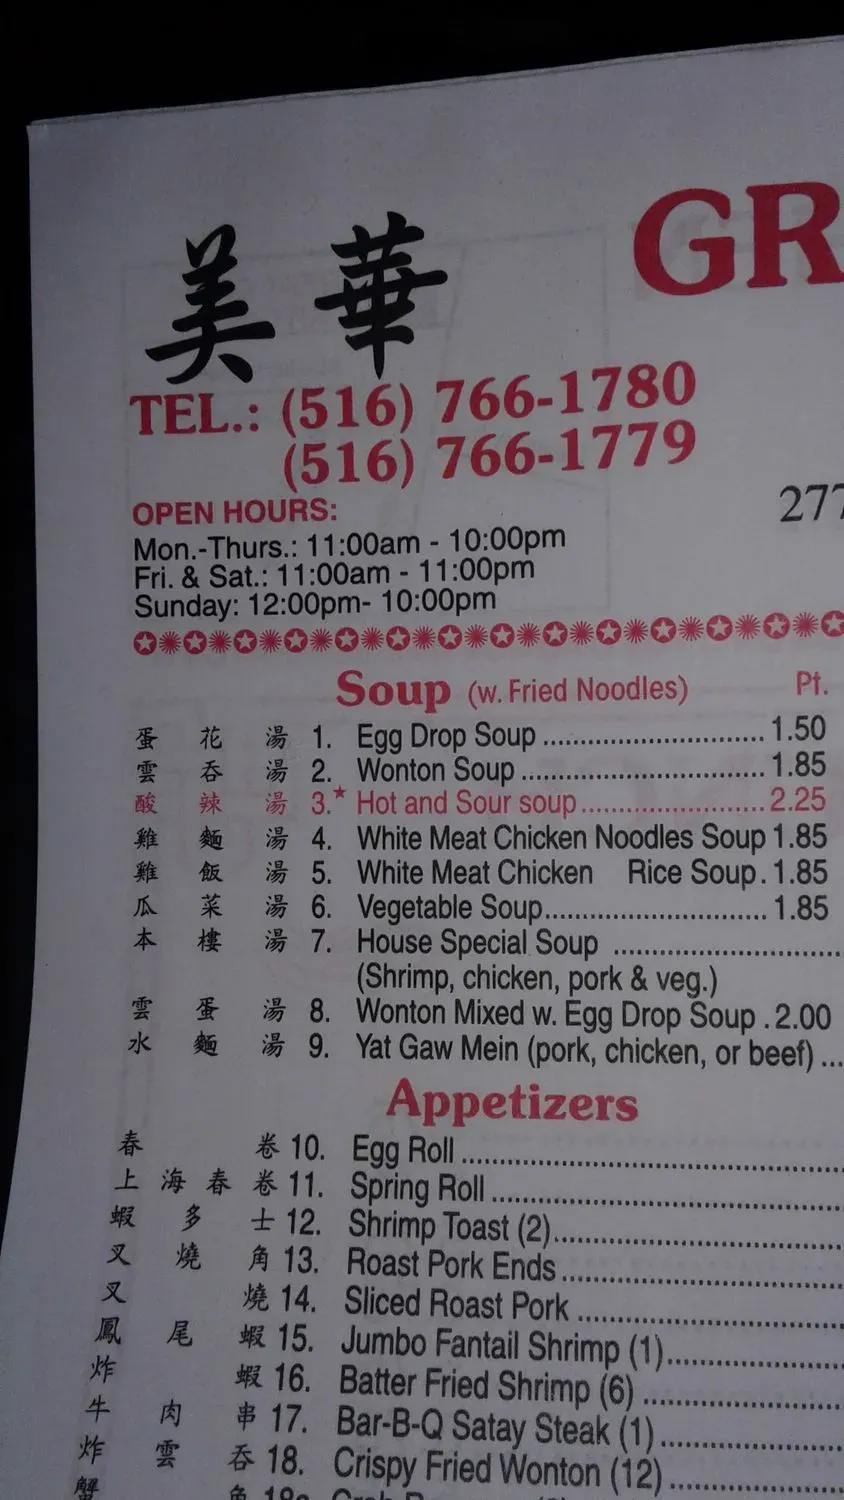 美華
GR
TEL.: (516) 766-1780
(516) 766-1779
277
OPEN HOURS:
Mon.-Thurs.: 11:00am - 10:00pm
Fri. & Sat.: 11:00am - 11:00pm
Sunday: 12:00pm- 10:00pm
Soup (w. Fried Noodles) Pt.
蛋花湯 1. Egg Drop Soup ............................ 1.50
雲吞湯 2. Wonton Soup ............................... 1.85
酸辣湯 3.★ Hot and Sour soup ....................... 2.25
雞麵湯 4. White Meat Chicken Noodles Soup 1.85
雞飯湯 5. White Meat Chicken Rice Soup . 1.85
瓜菜湯 6. Vegetable Soup............................. 1.85
本樓湯 7. House Special Soup .............................
(Shrimp, chicken, pork & veg.)
雲蛋湯 8. Wonton Mixed w. Egg Drop Soup . 2.00
水麵湯 9. Yat Gaw Mein (pork, chicken, or beef) ...
Appetizers
春卷 10. Egg Roll ..................................................
上海春卷 11. Spring Roll ..............................................
蝦多士 12. Shrimp Toast (2).....................................
叉燒角 13. Roast Pork Ends ....................................
叉燒 14. Sliced Roast Pork ..................................
鳳尾蝦 15. Jumbo Fantail Shrimp (1)......................
炸蝦 16. Batter Fried Shrimp (6) ........................
牛肉串 17. Bar-B-Q Satay Steak (1) ......................
炸雲吞 18. Crispy Fried Wonton (12) .....................
蟹角 18a. Crab